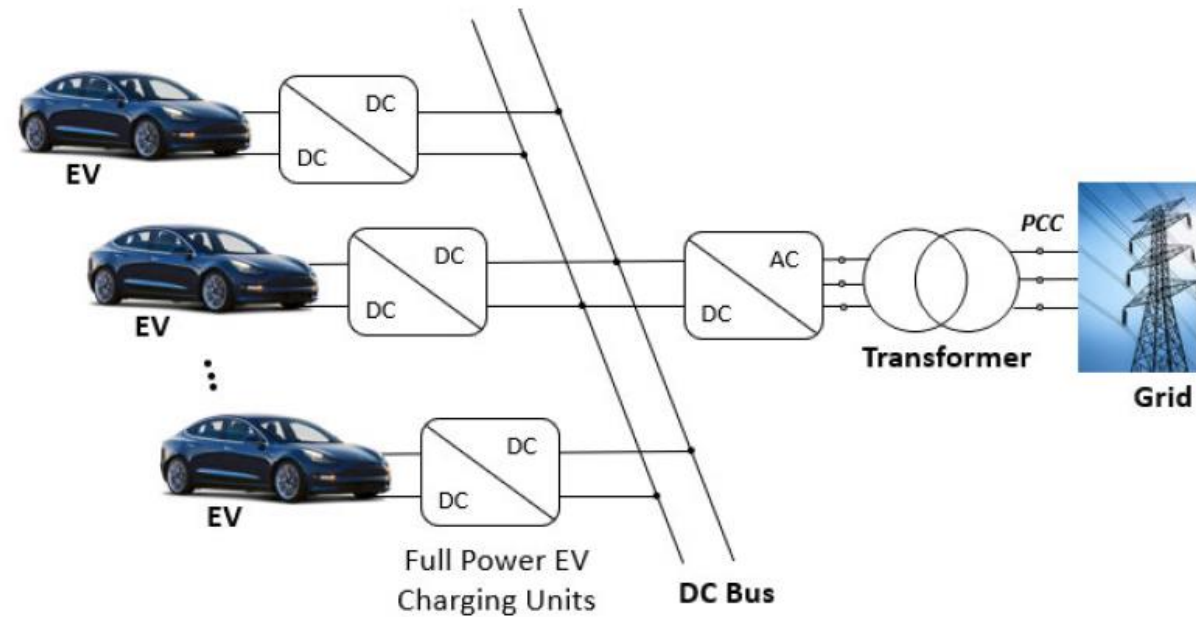 DC
DC
EV
DC
DC
EV
AC
DC
PCC
Transformer
Grid
DC
DC
EV
Full Power EV
Charging Units
DC Bus